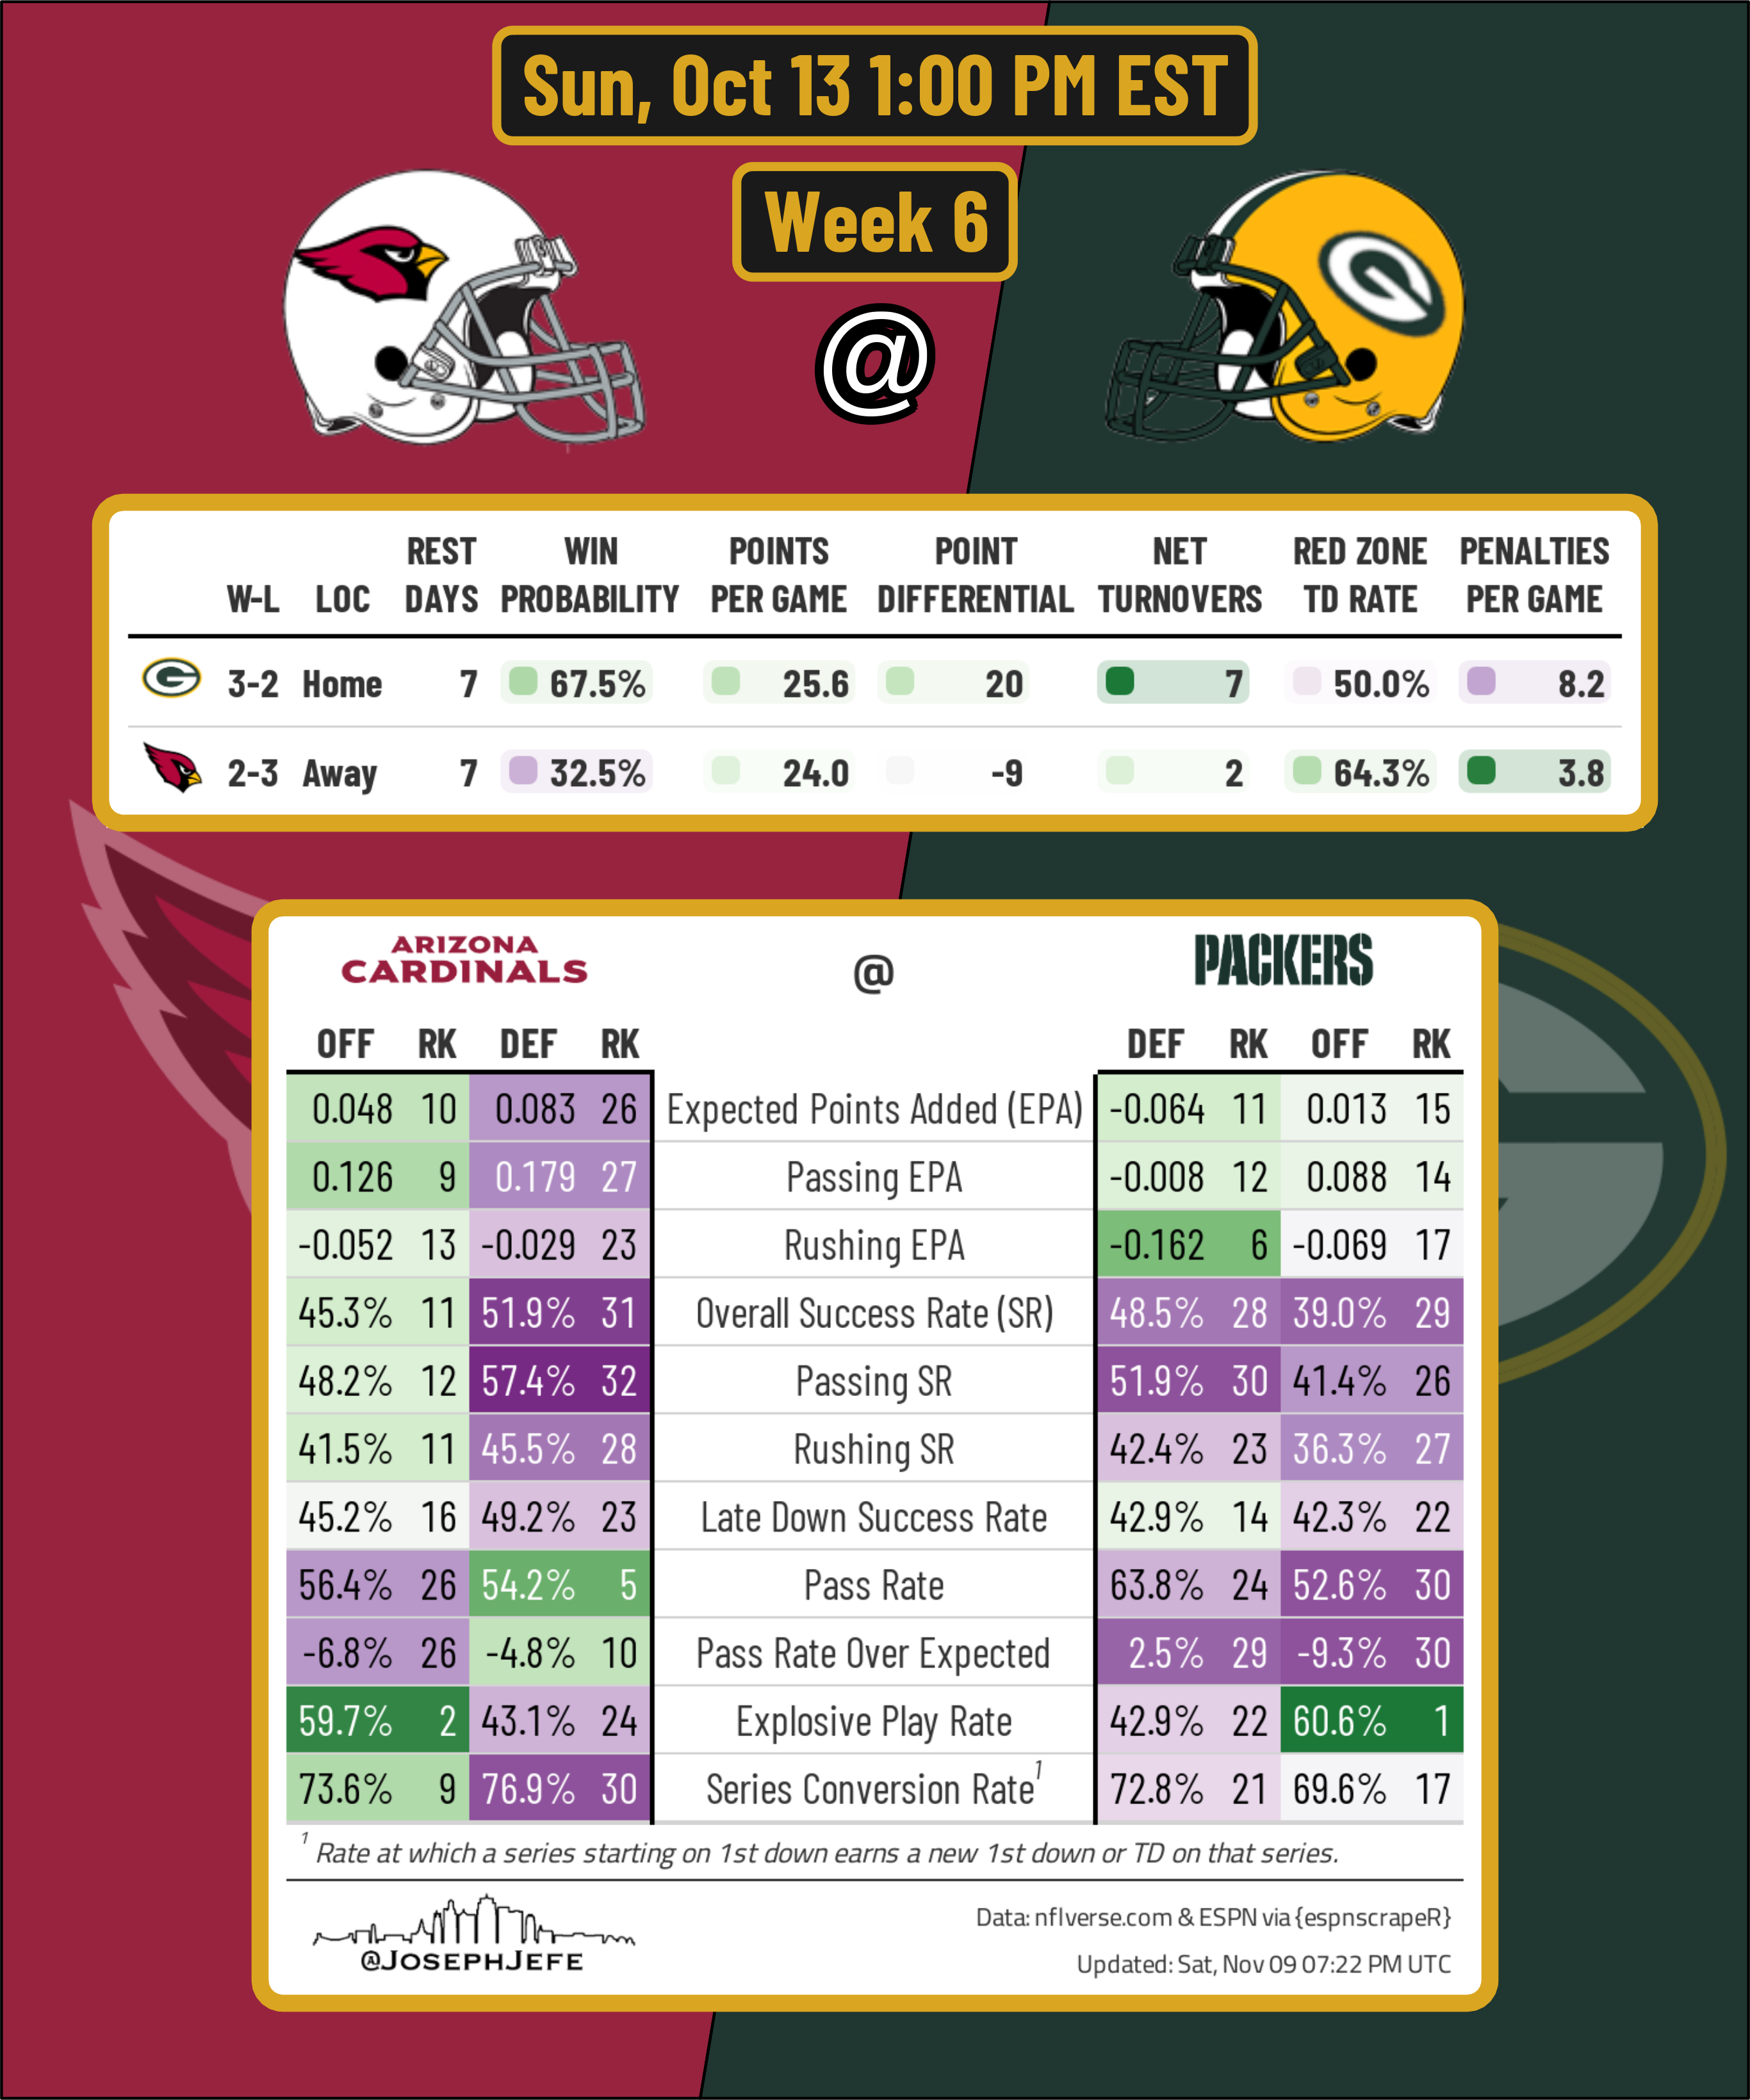 Sun, Oct 13 1:00 PM EST
Week 6
@
REST WIN POINTS POINT NET RED ZONE PENALTIES
W-L LOC DAYS PROBABILITY PER GAME DIFFERENTIAL TURNOVERS TD RATE PER GAME
G 3-2 Home 7 67.5% 25.6 20 7 50.0% 8.2
2-3 Away 7 32.5% 24.0 -9 2 64.3% 3.8
ARIZONA
CARDINALS @ PACKERS
OFF RK DEF RK DEF RK OFF RK
0.048 10 0.083 26 Expected Points Added (EPA) -0.064 11 0.013 15
0.126 9 0.179 27 Passing EPA -0.008 12 0.088 14
-0.052 13 -0.029 23 Rushing EPA -0.162 6 -0.069 17
45.3% 11 51.9% 31 Overall Success Rate (SR) 48.5% 28 39.0% 29
48.2% 12 57.4% 32 Passing SR 51.9% 30 41.4% 26
41.5% 11 45.5% 28 Rushing SR 42.4% 23 36.3% 27
45.2% 16 49.2% 23 Late Down Success Rate 42.9% 14 42.3% 22
56.4% 26 54.2% 5 Pass Rate 63.8% 24 52.6% 30
-6.8% 26 -4.8% 10 Pass Rate Over Expected 2.5% 29 -9.3% 30
59.7% 2 43.1% 24 Explosive Play Rate 42.9% 22 60.6% 1
73.6% 9 76.9% 30 Series Conversion Rate1 72.8% 21 69.6% 17
1 Rate at which a series starting on 1st down earns a new 1st down or TD on that series.
@JOSEPHJEFE
Data: nflverse.com & ESPN via {espnscrapeR}
Updated: Sat, Nov 09 07:22 PM UTC